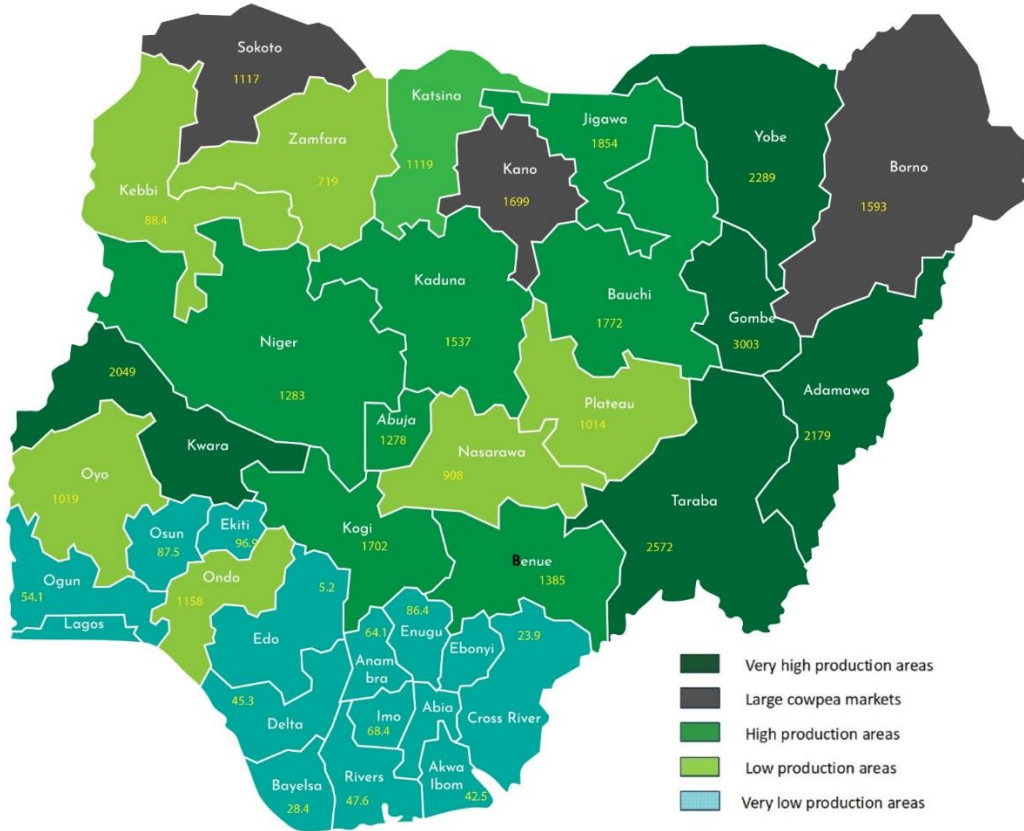 Sokoto
1117
Katsina
1119
Zamfara
719
Kebbi
88.4
Jigawa
1854
Kano
1699
Yobe
2289
Borno
1593
Kaduna
1537
Bauchi
1772
Gombe
3003
Niger
1283
Adamawa
2179
2049
Kwara
Abuja
1278
Plateau
1014
Nasarawa
908
Oyo
1019
Taraba
2572
Kogi
1702
Osun
87.5
Ekiti
96.9
Benue
1385
Ogun
54.1
Lagos
Ondo
1158
5.2
Edo
86.4
Enugu
64.1
Anam
bra
Ebonyi
23.9
Cross River
45.3
Delta
Imo
68.4
Abia
Bayelsa
28.4
Rivers
47.6
Akwa
Ibom
42.5
Very high production areas
Large cowpea markets
High production areas
Low production areas
Very low production areas